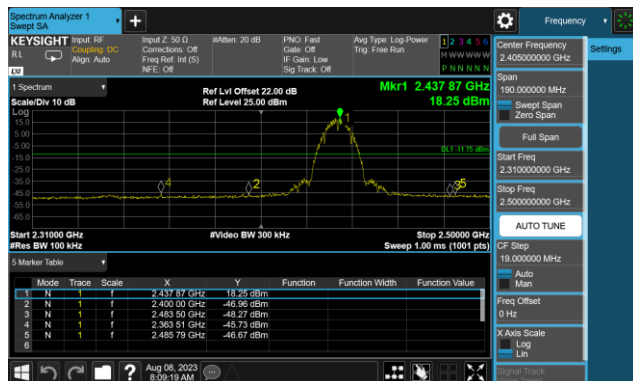 Spectrum Analyzer 1
Swept SA
Frequency
KEYSIGHT
R L
LXI
Input: RF
Coupling: DC
Align: Auto
Input Z: 50 Ω
Corrections: Off
Freq Ref: Int (S)
NFE: Off
#Atten: 20 dB
PNO: Fast
Gate: Off
IF Gain: Low
Sig Track: Off
Avg Type: Log-Power
Trig: Free Run
1 2 3 4 5 6
M W W W W W
P N N N N N
1 Spectrum
Scale/Div 10 dB
Ref Lvl Offset 22.00 dB
Ref Level 25.00 dBm
Mkr1 2.437 87 GHz
18.25 dBm
Log
15.0
5.00
-5.00
-15.0
-25.0
-35.0
-45.0
-55.0
-65.0
1
DL1 -11.75 dBm
4
2
3
5
Start 2.31000 GHz
#Res BW 100 kHz
#Video BW 300 kHz
Stop 2.50000 GHz
Sweep 1.00 ms (1001 pts)
5 Marker Table
Mode Trace Scale X Y Function Function Width Function Value
1 N 1 f 2.437 87 GHz 18.25 dBm
2 N 1 f 2.400 00 GHz -46.96 dBm
3 N 1 f 2.483 50 GHz -48.27 dBm
4 N 1 f 2.363 51 GHz -45.73 dBm
5 N 1 f 2.485 79 GHz -46.67 dBm
6
Aug 08, 2023
8:09:19 AM
Center Frequency
2.405000000 GHz
Settings
Span
190.000000 MHz
Swept Span
Zero Span
Full Span
Start Freq
2.310000000 GHz
Stop Freq
2.500000000 GHz
AUTO TUNE
CF Step
19.000000 MHz
Auto
Man
Freq Offset
0 Hz
X Axis Scale
Log
Lin
Signal Track